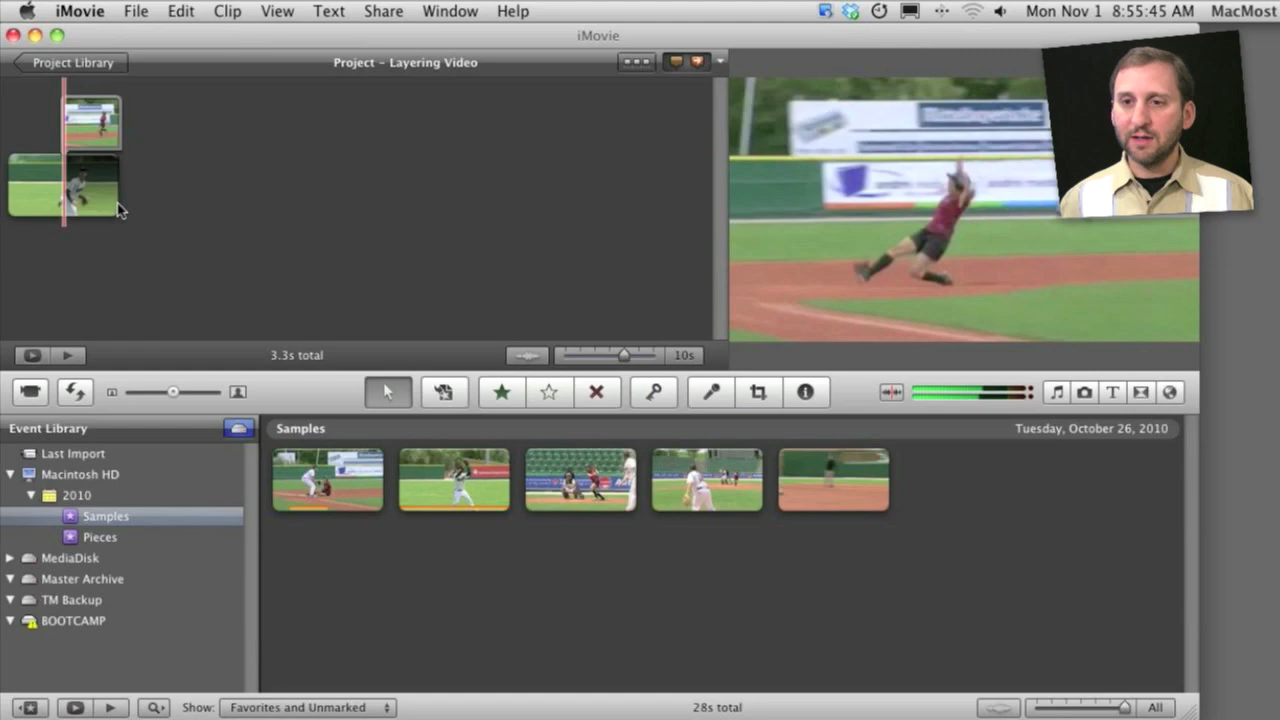 iMovie File Edit Clip View Text Share Window Help Mon Nov 1 8:55:45 AM MacMost
iMovie
Project Library Project – Layering Video
3.3s total 10s
Event Library
Samples Tuesday, October 26, 2010
Last Import
Macintosh HD
2010
Samples
Pieces
MediaDisk
Master Archive
TM Backup
BOOTCAMP
Show: Favorites and Unmarked 28s total All